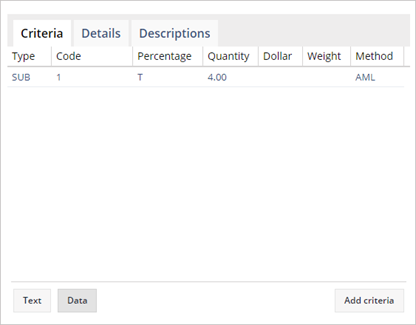 Criteria Details Descriptions
Type Code Percentage Quantity Dollar Weight Method
SUB 1 T 4.00 AML
Text Data Add criteria